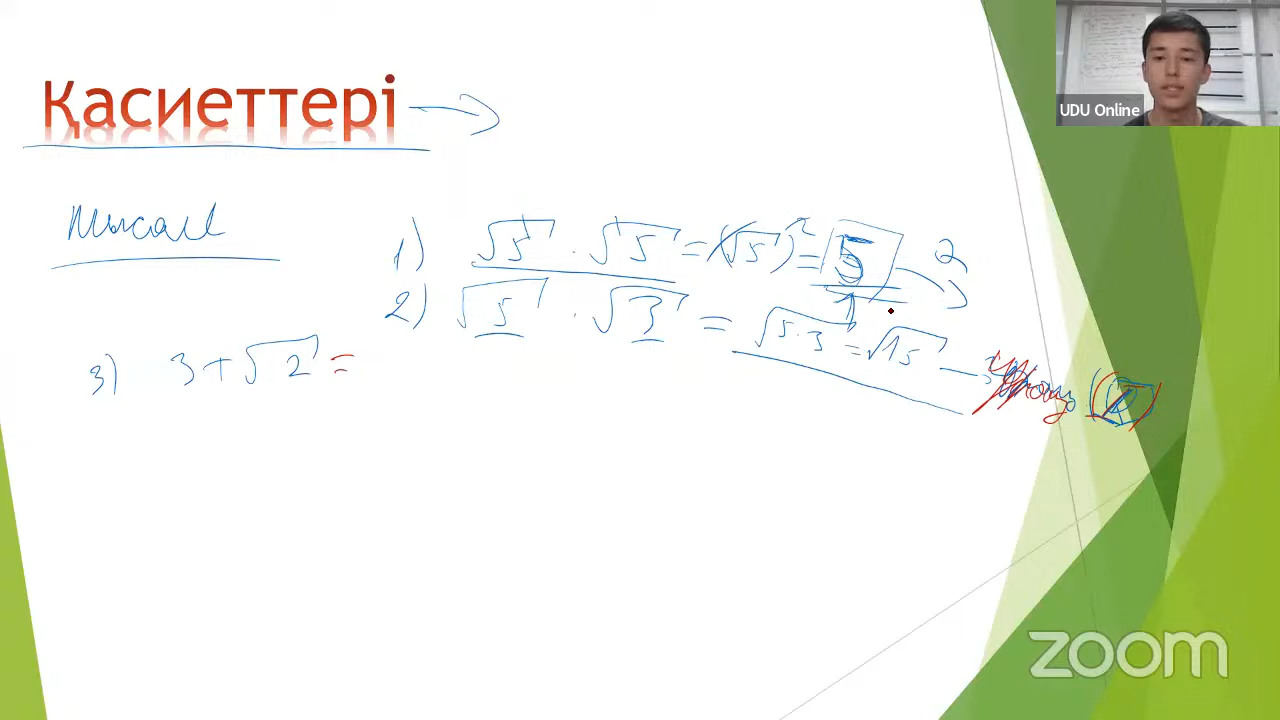 Қасиеттері
UDU Online
Мысал
1) √5 · √5 = (√5)² = 5
2
2) √5 · √3 = √5·3 = √15
3) 3 + √2 =
zoom